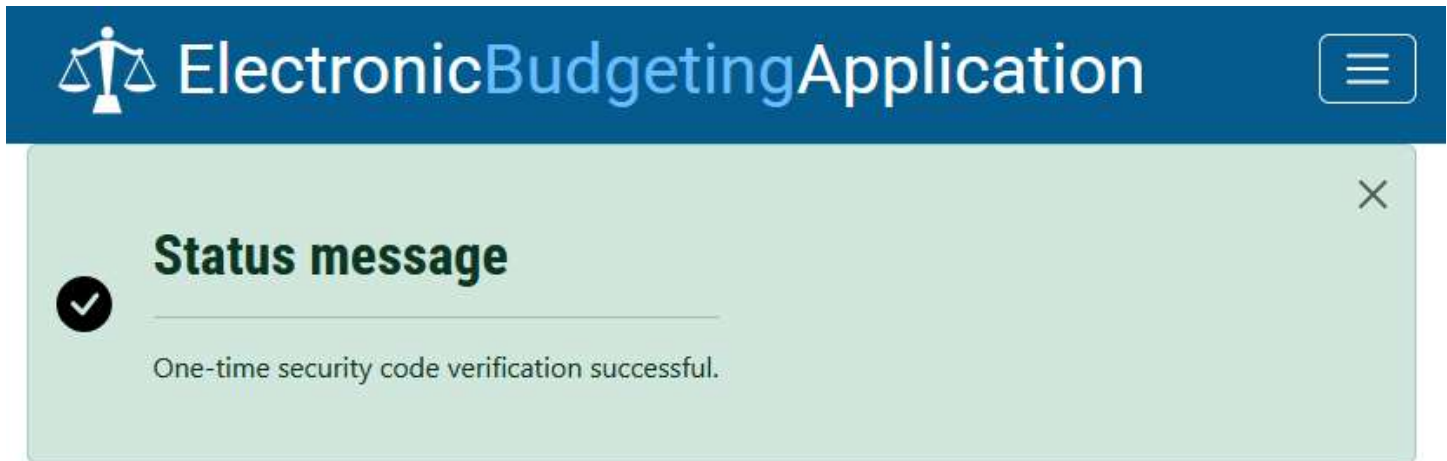 ElectronicBudgetingApplication
Status message
One-time security code verification successful.